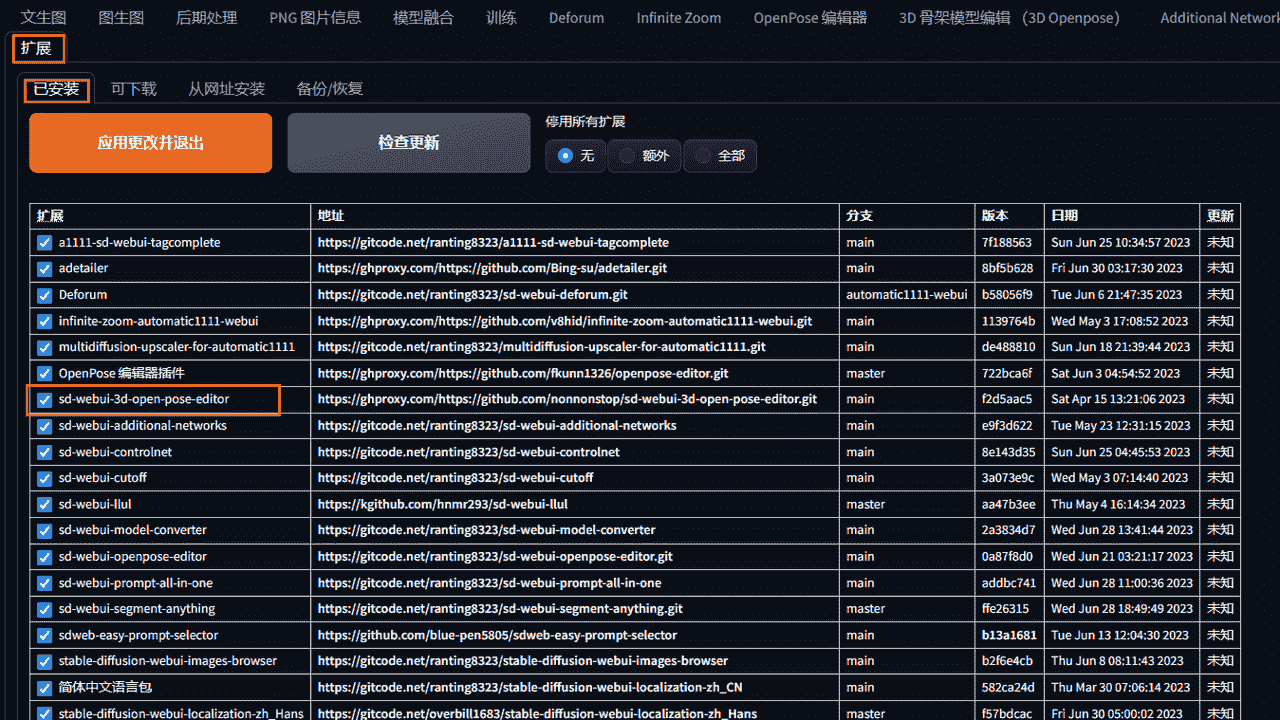 文生图 图生图 后期处理 PNG 图片信息 模型融合 训练 Deforum Infinite Zoom OpenPose 编辑器 3D 骨架模型编辑 （3D Openpose） Additional Network
扩展
已安装 可下载 从网址安装 备份/恢复
停用所有扩展
应用更改并退出 检查更新 无 额外 全部
扩展 地址 分支 版本 日期 更新
a1111-sd-webui-tagcomplete https://gitcode.net/ranting8323/a1111-sd-webui-tagcomplete main 7f188563 Sun Jun 25 10:34:57 2023 未知
adetailer https://ghproxy.com/https://github.com/Bing-su/adetailer.git main 8bf5b628 Fri Jun 30 03:17:30 2023 未知
Deforum https://gitcode.net/ranting8323/sd-webui-deforum.git automatic1111-webui b58056f9 Tue Jun 6 21:47:35 2023 未知
infinite-zoom-automatic1111-webui https://ghproxy.com/https://github.com/v8hid/infinite-zoom-automatic1111-webui.git main 1139764b Wed May 3 17:08:52 2023 未知
multidiffusion-upscaler-for-automatic1111 https://gitcode.net/ranting8323/multidiffusion-upscaler-for-automatic1111.git main de488810 Sun Jun 18 21:39:44 2023 未知
OpenPose 编辑器插件 https://ghproxy.com/https://github.com/fkunn1326/openpose-editor.git master 722bca6f Sat Jun 3 04:54:52 2023 未知
sd-webui-3d-open-pose-editor https://ghproxy.com/https://github.com/nonnonstop/sd-webui-3d-open-pose-editor.git main f2d5aac5 Sat Apr 15 13:21:06 2023 未知
sd-webui-additional-networks https://gitcode.net/ranting8323/sd-webui-additional-networks main e9f3d622 Tue May 23 12:31:15 2023 未知
sd-webui-controlnet https://gitcode.net/ranting8323/sd-webui-controlnet main 8e143d35 Sun Jun 25 04:45:53 2023 未知
sd-webui-cutoff https://gitcode.net/ranting8323/sd-webui-cutoff main 3a073e9c Wed May 3 07:14:40 2023 未知
sd-webui-llul https://kgithub.com/hnmr293/sd-webui-llul master aa47b3ee Thu May 4 16:14:34 2023 未知
sd-webui-model-converter https://gitcode.net/ranting8323/sd-webui-model-converter main 2a3834d7 Wed Jun 28 13:41:44 2023 未知
sd-webui-openpose-editor https://gitcode.net/ranting8323/sd-webui-openpose-editor.git main 0a87f8d0 Wed Jun 21 03:21:17 2023 未知
sd-webui-prompt-all-in-one https://gitcode.net/ranting8323/sd-webui-prompt-all-in-one main addbc741 Wed Jun 28 11:00:36 2023 未知
sd-webui-segment-anything https://gitcode.net/ranting8323/sd-webui-segment-anything.git master ffe26315 Wed Jun 28 18:49:49 2023 未知
sdweb-easy-prompt-selector https://github.com/blue-pen5805/sdweb-easy-prompt-selector main b13a1681 Tue Jun 13 12:04:30 2023 未知
stable-diffusion-webui-images-browser https://gitcode.net/ranting8323/stable-diffusion-webui-images-browser main b2f6e4cb Thu Jun 8 08:11:43 2023 未知
简体中文语言包 https://gitcode.net/ranting8323/stable-diffusion-webui-localization-zh_CN main 582ca24d Thu Mar 30 07:06:14 2023 未知
stable-diffusion-webui-localization-zh_Hans https://gitcode.net/overbill1683/stable-diffusion-webui-localization-zh_Hans master f57bdcac Fri Jun 30 05:00:02 2023 未知